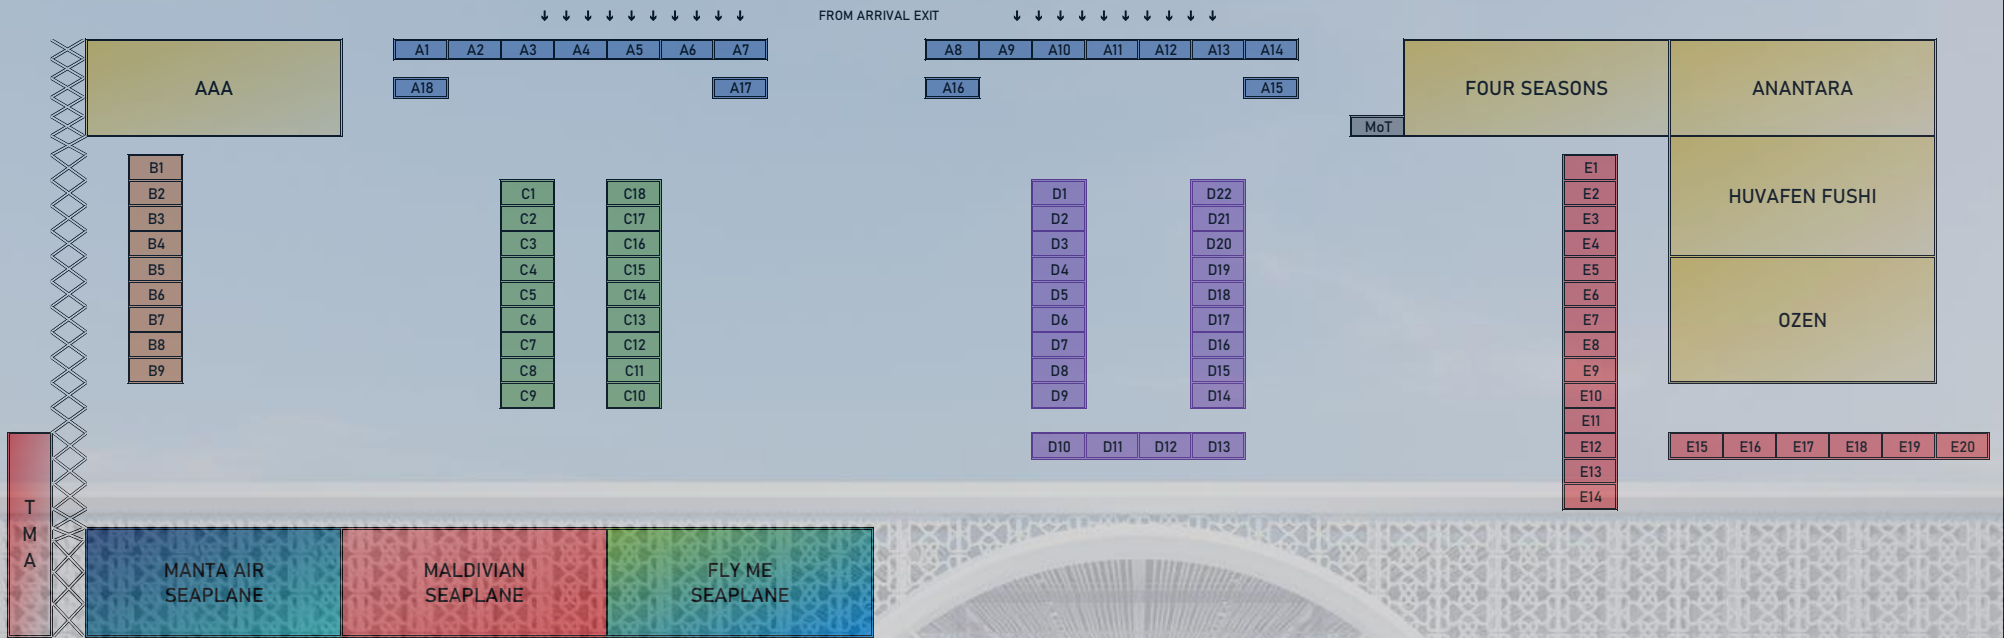 FROM ARRIVAL EXIT
A1 A2 A3 A4 A5 A6 A7
A8 A9 A10 A11 A12 A13 A14
A18 A17
A16 A15
AAA
FOUR SEASONS
ANANTARA
MoT
HUVAFEN FUSHI
OZEN
B1
B2
B3
B4
B5
B6
B7
B8
B9
C1
C2
C3
C4
C5
C6
C7
C8
C9
C18
C17
C16
C15
C14
C13
C12
C11
C10
D1
D2
D3
D4
D5
D6
D7
D8
D9
D22
D21
D20
D19
D18
D17
D16
D15
D14
D10 D11 D12 D13
E1
E2
E3
E4
E5
E6
E7
E8
E9
E10
E11
E12
E13
E14
E15 E16 E17 E18 E19 E20
T
M
A
MANTA AIR
SEAPLANE
MALDIVIAN
SEAPLANE
FLY ME
SEAPLANE